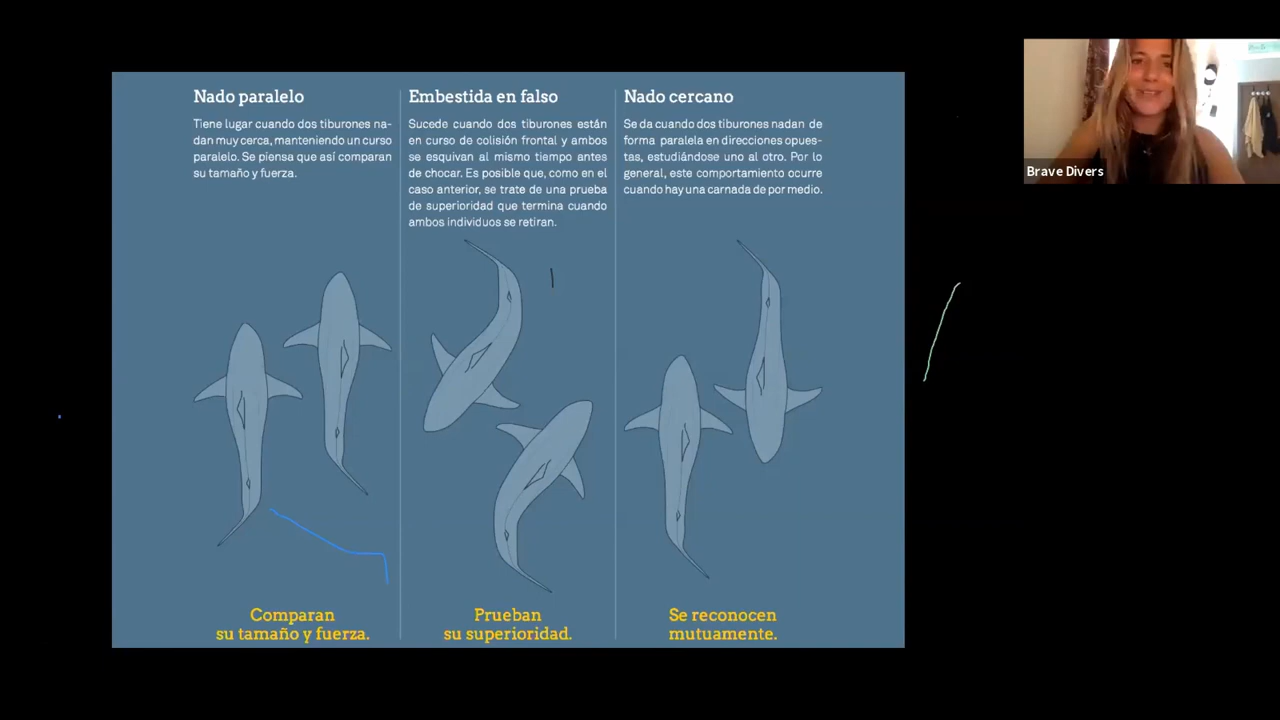 Nado paralelo
Tiene lugar cuando dos tiburones na-
dan muy cerca, manteniendo un curso
paralelo. Se piensa que así comparan
su tamaño y fuerza.
Comparan
su tamaño y fuerza.
Embestida en falso
Sucede cuando dos tiburones están
en curso de colisión frontal y ambos
se esquivan al mismo tiempo antes
de chocar. Es posible que, como en el
caso anterior, se trate de una prueba
de superioridad que termina cuando
ambos individuos se retiran.
Prueban
su superioridad.
Nado cercano
Se da cuando dos tiburones nadan de
forma paralela en direcciones opues-
tas, estudiándose uno al otro. Por lo
general, este comportamiento ocurre
cuando hay una carnada de por medio.
Se reconocen
mutuamente.
Brave Divers